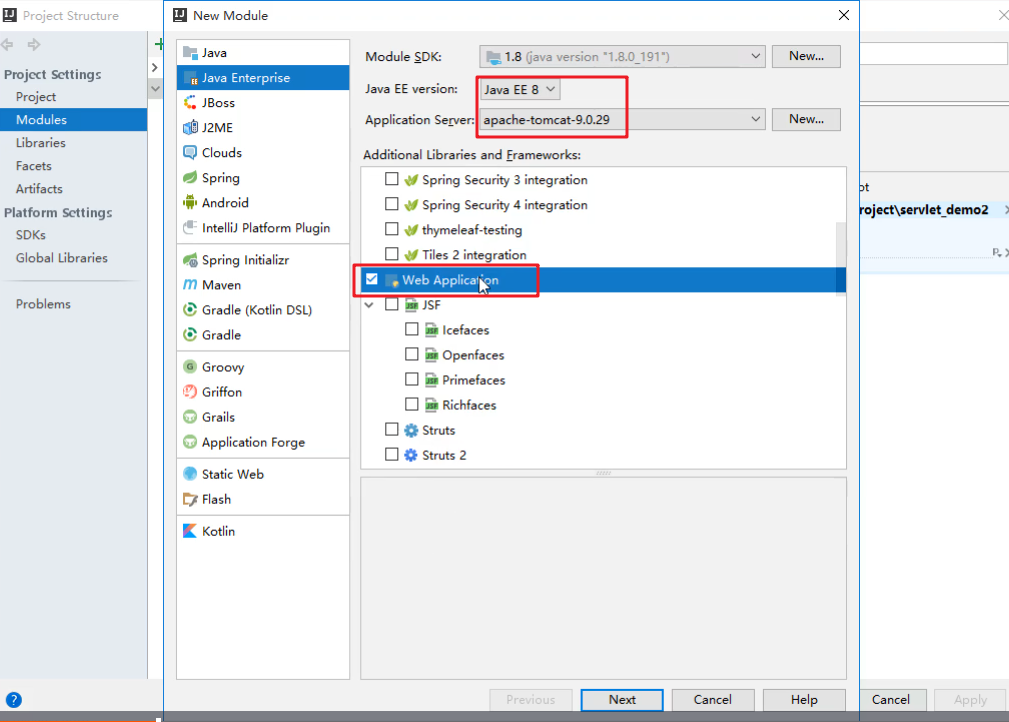 Project Structure
New Module
Project Settings
Project
Modules
Libraries
Facets
Artifacts
Platform Settings
SDKs
Global Libraries
Problems
Java
Java Enterprise
JBoss
J2ME
Clouds
Spring
Android
IntelliJ Platform Plugin
Spring Initializr
Maven
Gradle (Kotlin DSL)
Gradle
Groovy
Griffon
Grails
Application Forge
Static Web
Flash
Kotlin
Module SDK: 1.8 (java version "1.8.0_191") New...
Java EE version: Java EE 8
Application Server: apache-tomcat-9.0.29 New...
Additional Libraries and Frameworks:
Spring Security 3 integration
Spring Security 4 integration
thymeleaf-testing
Tiles 2 integration
Web Application
JSF
Icefaces
Openfaces
Primefaces
Richfaces
Struts
Struts 2
ot
roject\servlet_demo2
Previous Next Cancel Help
Cancel Apply